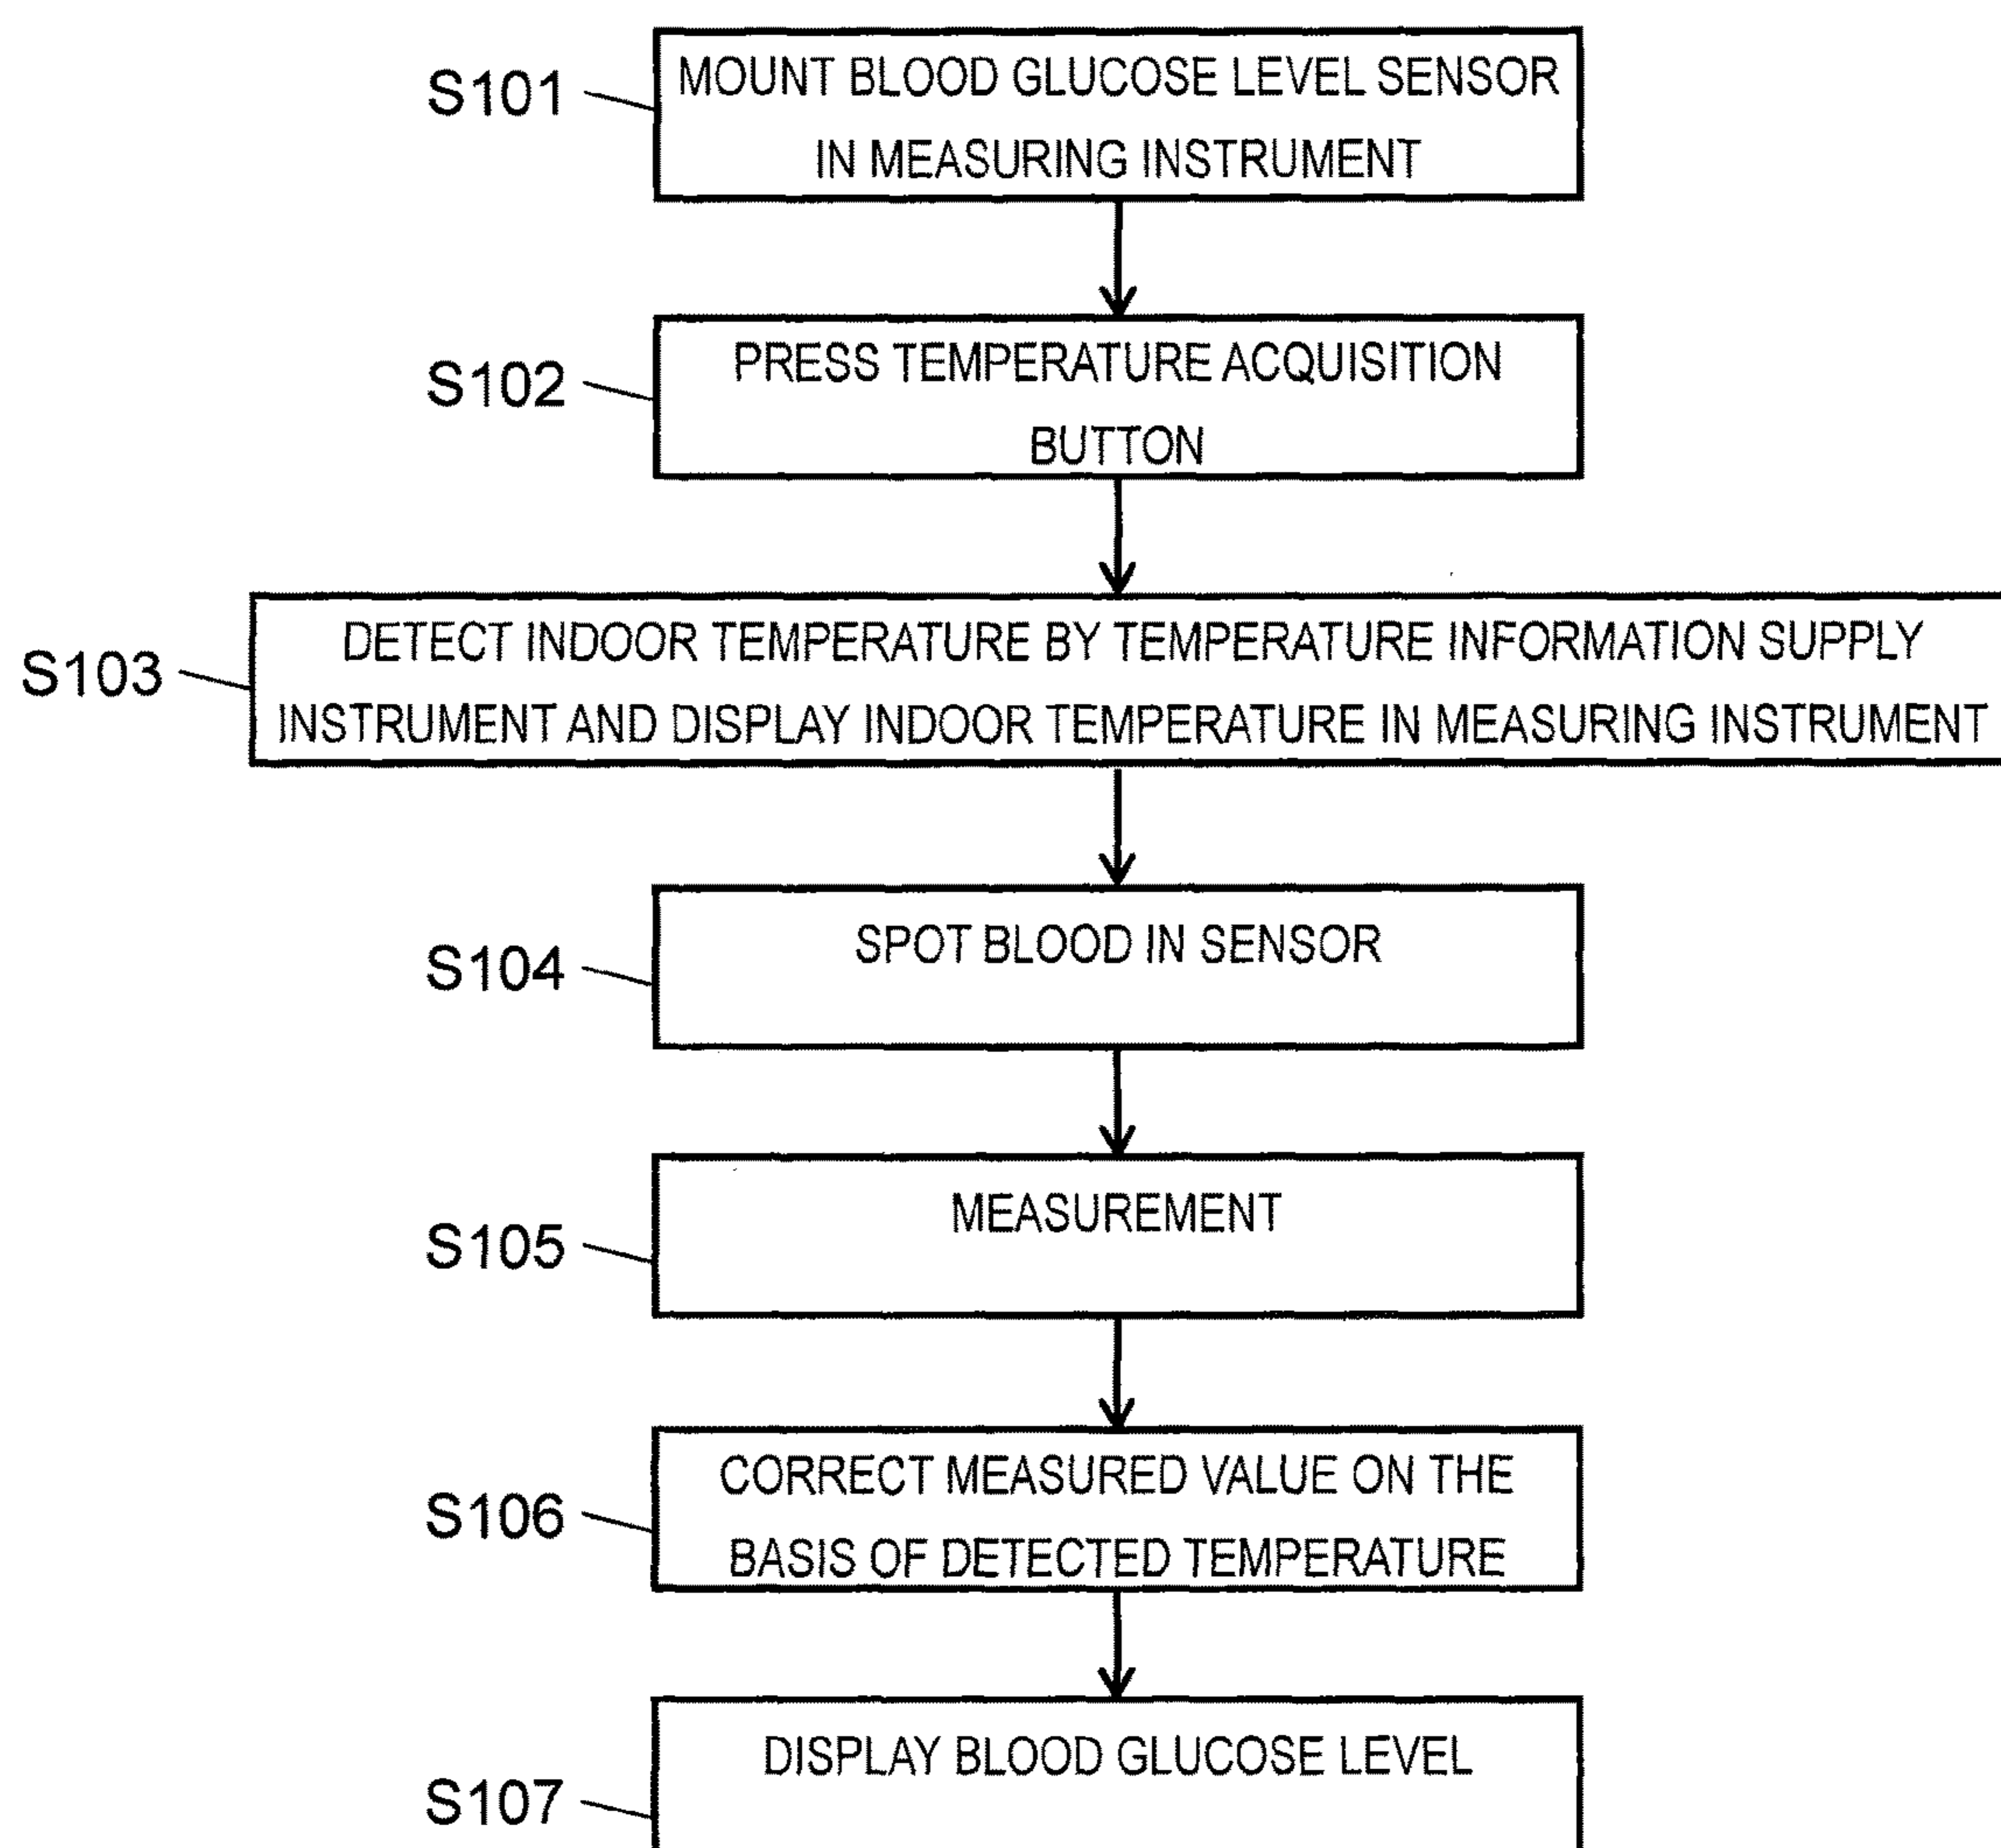 S101
MOUNT BLOOD GLUCOSE LEVEL SENSOR
IN MEASURING INSTRUMENT
S102
PRESS TEMPERATURE ACQUISITION
BUTTON
S103
DETECT INDOOR TEMPERATURE BY TEMPERATURE INFORMATION SUPPLY
INSTRUMENT AND DISPLAY INDOOR TEMPERATURE IN MEASURING INSTRUMENT
S104
SPOT BLOOD IN SENSOR
S105
MEASUREMENT
S106
CORRECT MEASURED VALUE ON THE
BASIS OF DETECTED TEMPERATURE
S107
DISPLAY BLOOD GLUCOSE LEVEL